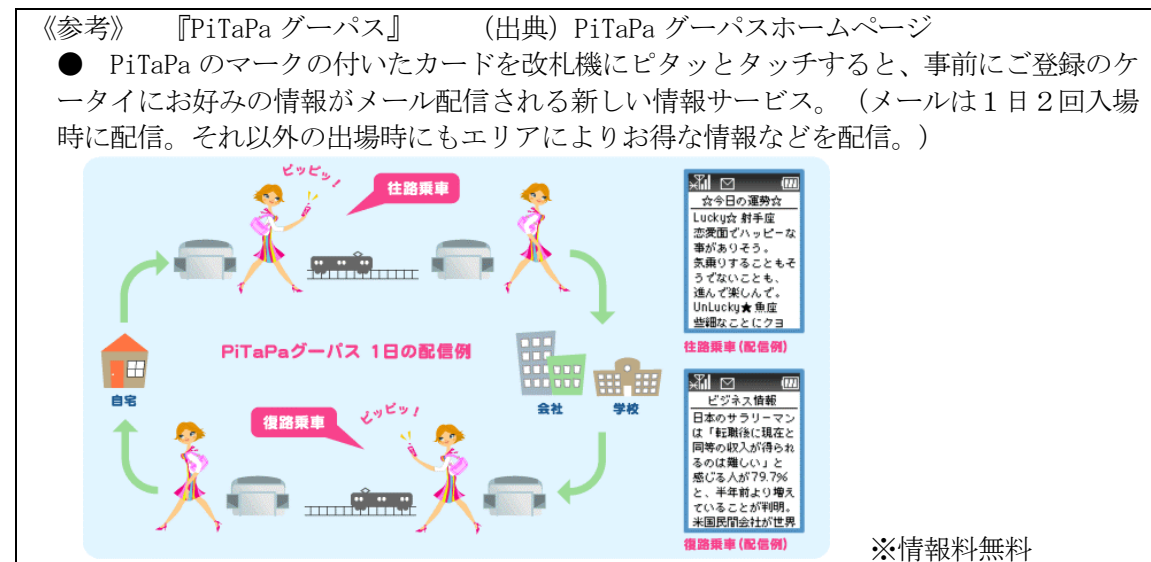 《参考》 『PiTaPa グーパス』 （出典）PiTaPa グーパスホームページ
● PiTaPa のマークの付いたカードを改札機にピタッとタッチすると、事前にご登録のケ
ータイにお好みの情報がメール配信される新しい情報サービス。（メールは１日２回入場
時に配信。それ以外の出場時にもエリアによりお得な情報などを配信。）
ピッピッ！
往路乗車
☆今日の運勢☆
Lucky☆ 射手座
恋愛面でハッピーな
事がありそう。
気乗りすることもそ
うでないことも、
進んで楽しんで。
UnLucky★ 魚座
些細なことにクヨ
往路乗車(配信例)
PiTaPaグーパス 1日の配信例
自宅
会社
学校
復路乗車
ピッピッ！
ビジネス情報
日本のサラリーマン
は「転職後に現在と
同等の収入が得られ
るのは難しい」と
感じる人が79.7%
と、半年前より増え
ていることが判明。
米国民間会社が世界
復路乗車(配信例)
※情報料無料